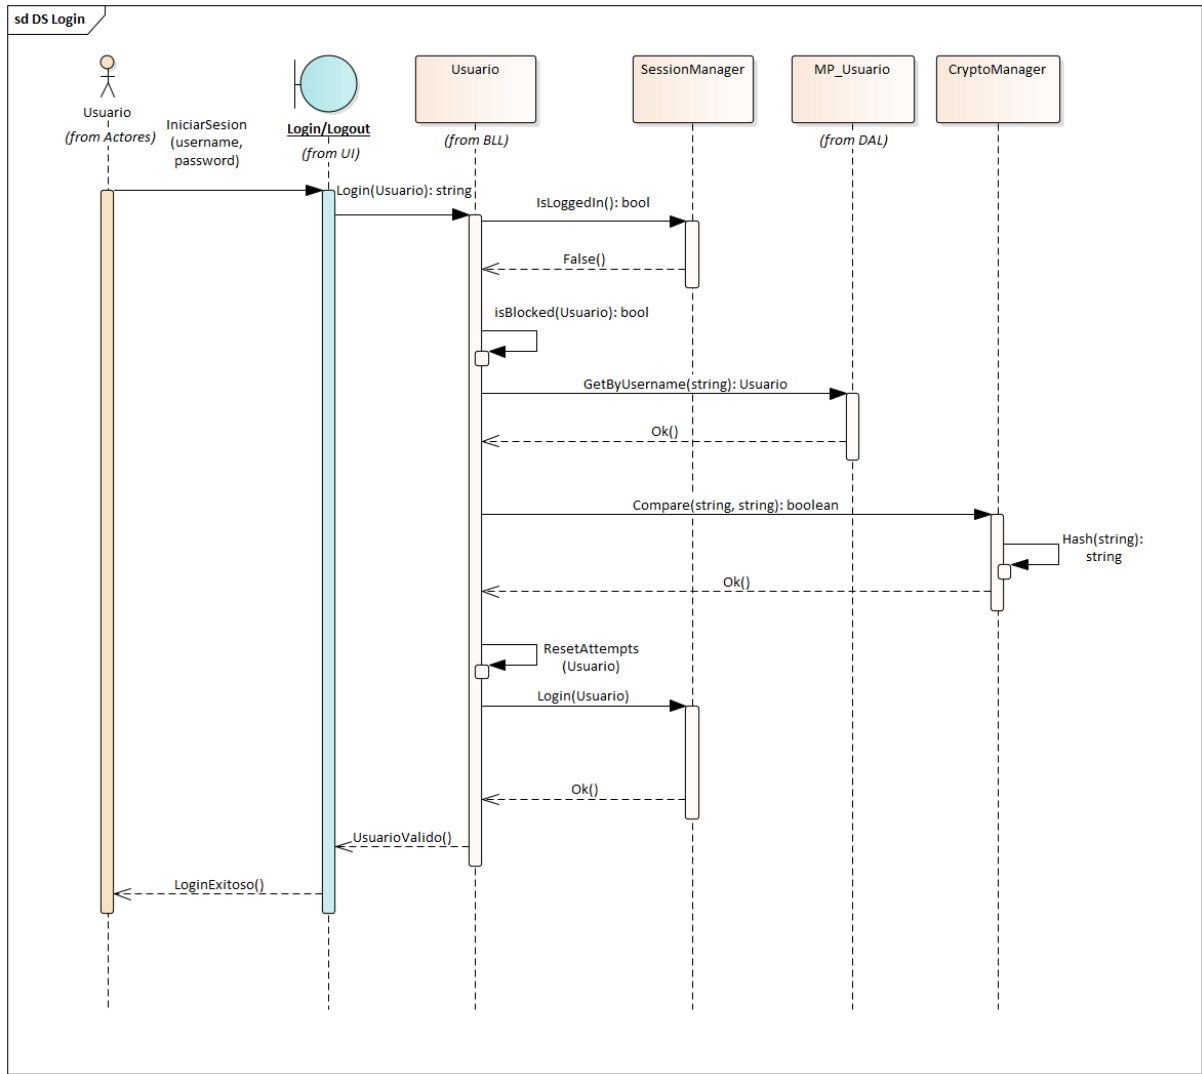 sd DS Login
Usuario
(from Actores)
Login/Logout
(from UI)
Usuario
(from BLL)
SessionManager
MP_Usuario
(from DAL)
CryptoManager
IniciarSesion
(username,
password)
Login(Usuario): string
IsLoggedIn(): bool
False()
isBlocked(Usuario): bool
GetByUsername(string): Usuario
Ok()
Compare(string, string): boolean
Hash(string):
string
Ok()
ResetAttempts
(Usuario)
Login(Usuario)
Ok()
UsuarioValido()
LoginExitoso()